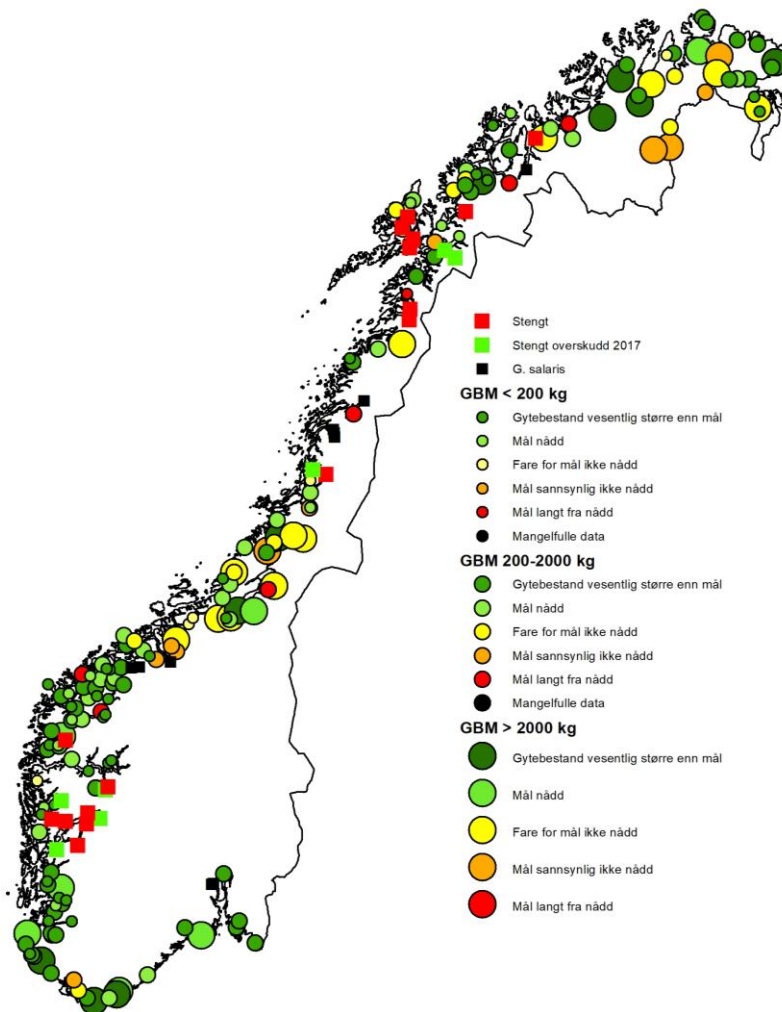 Stengt
Stengt overskudd 2017
G. salaris
GBM < 200 kg
Gytebestand vesentlig større enn mål
Mål nådd
Fare for mål ikke nådd
Mål sannsynlig ikke nådd
Mål langt fra nådd
Mangelfulle data
GBM 200-2000 kg
Gytebestand vesentlig større enn mål
Mål nådd
Fare for mål ikke nådd
Mål sannsynlig ikke nådd
Mål langt fra nådd
Mangelfulle data
GBM > 2000 kg
Gytebestand vesentlig større enn mål
Mål nådd
Fare for mål ikke nådd
Mål sannsynlig ikke nådd
Mål langt fra nådd